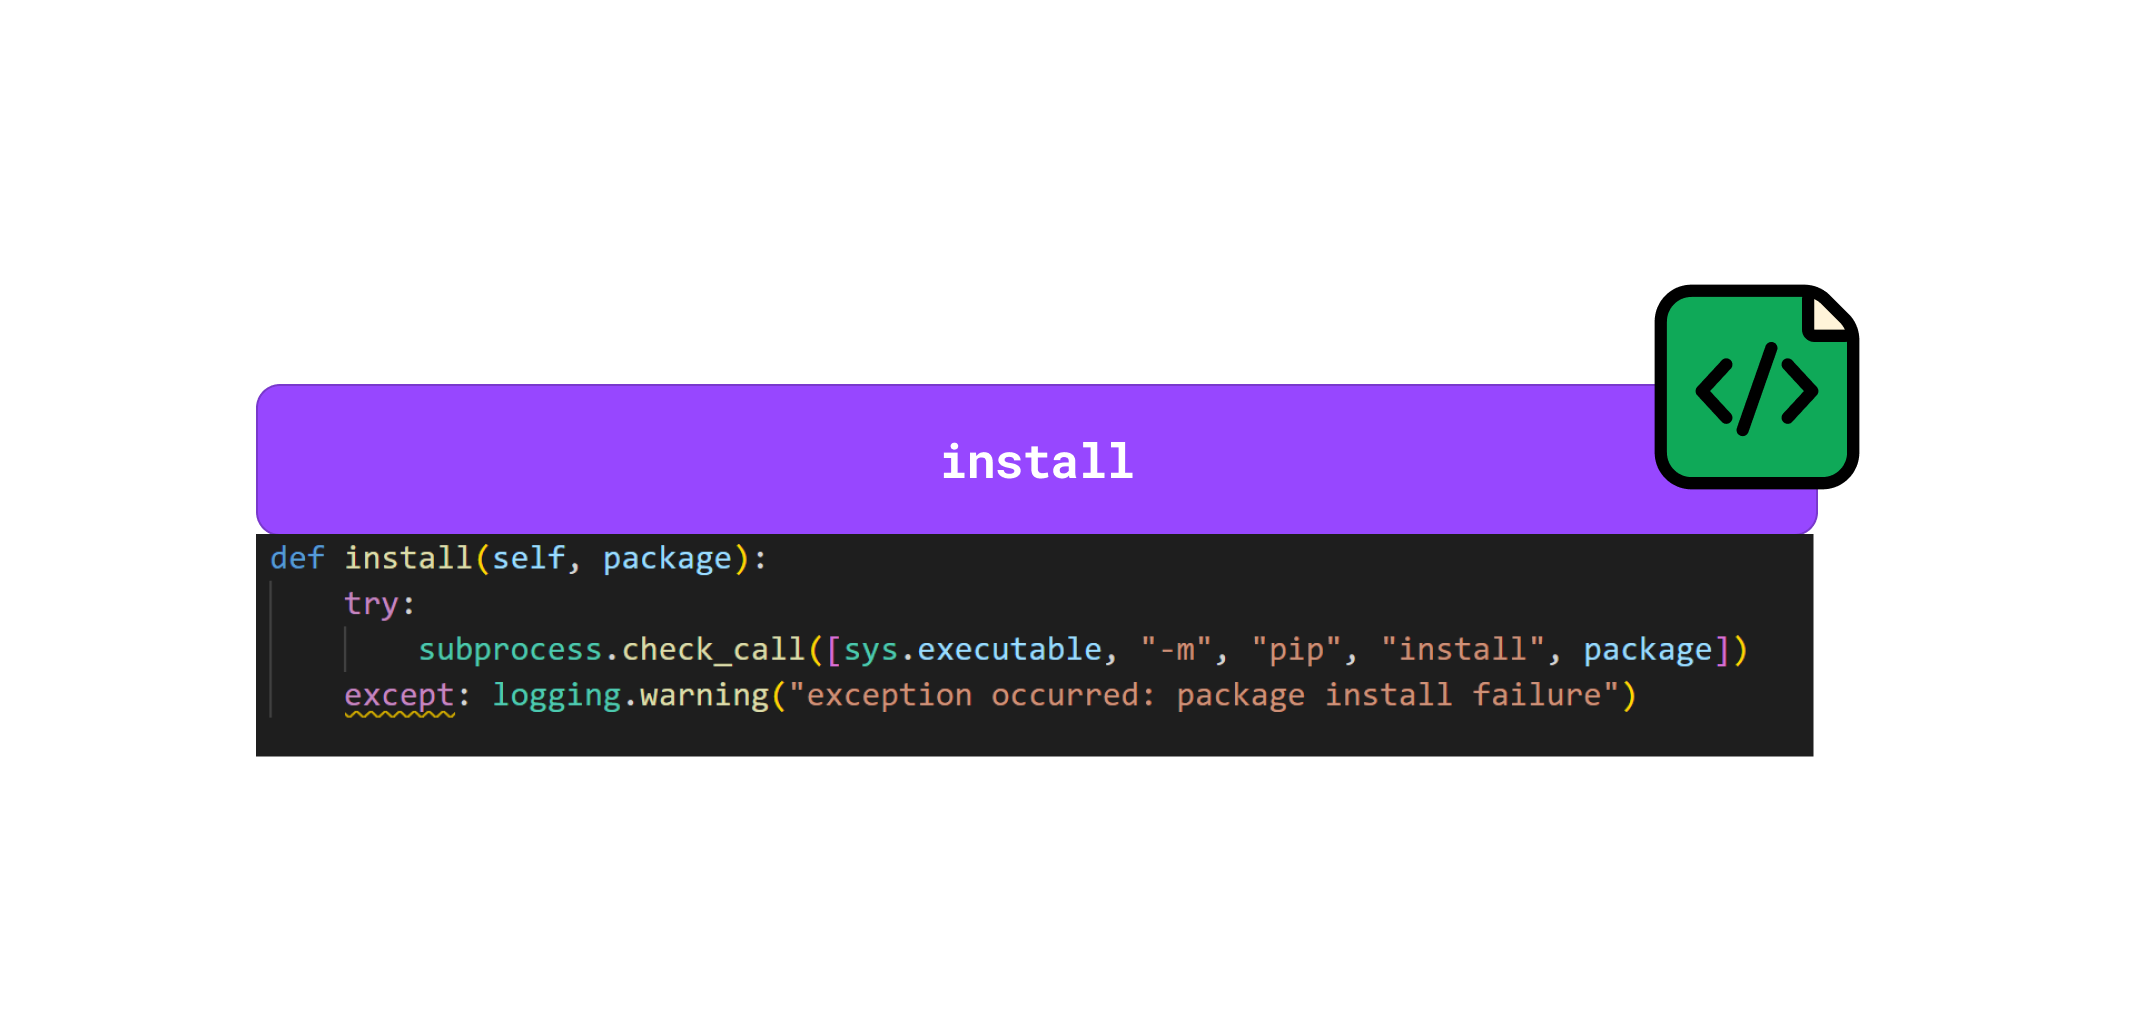 install
def install(self, package):
try:
subprocess.check_call([sys.executable, "-m", "pip", "install", package])
except: logging.warning("exception occurred: package install failure")